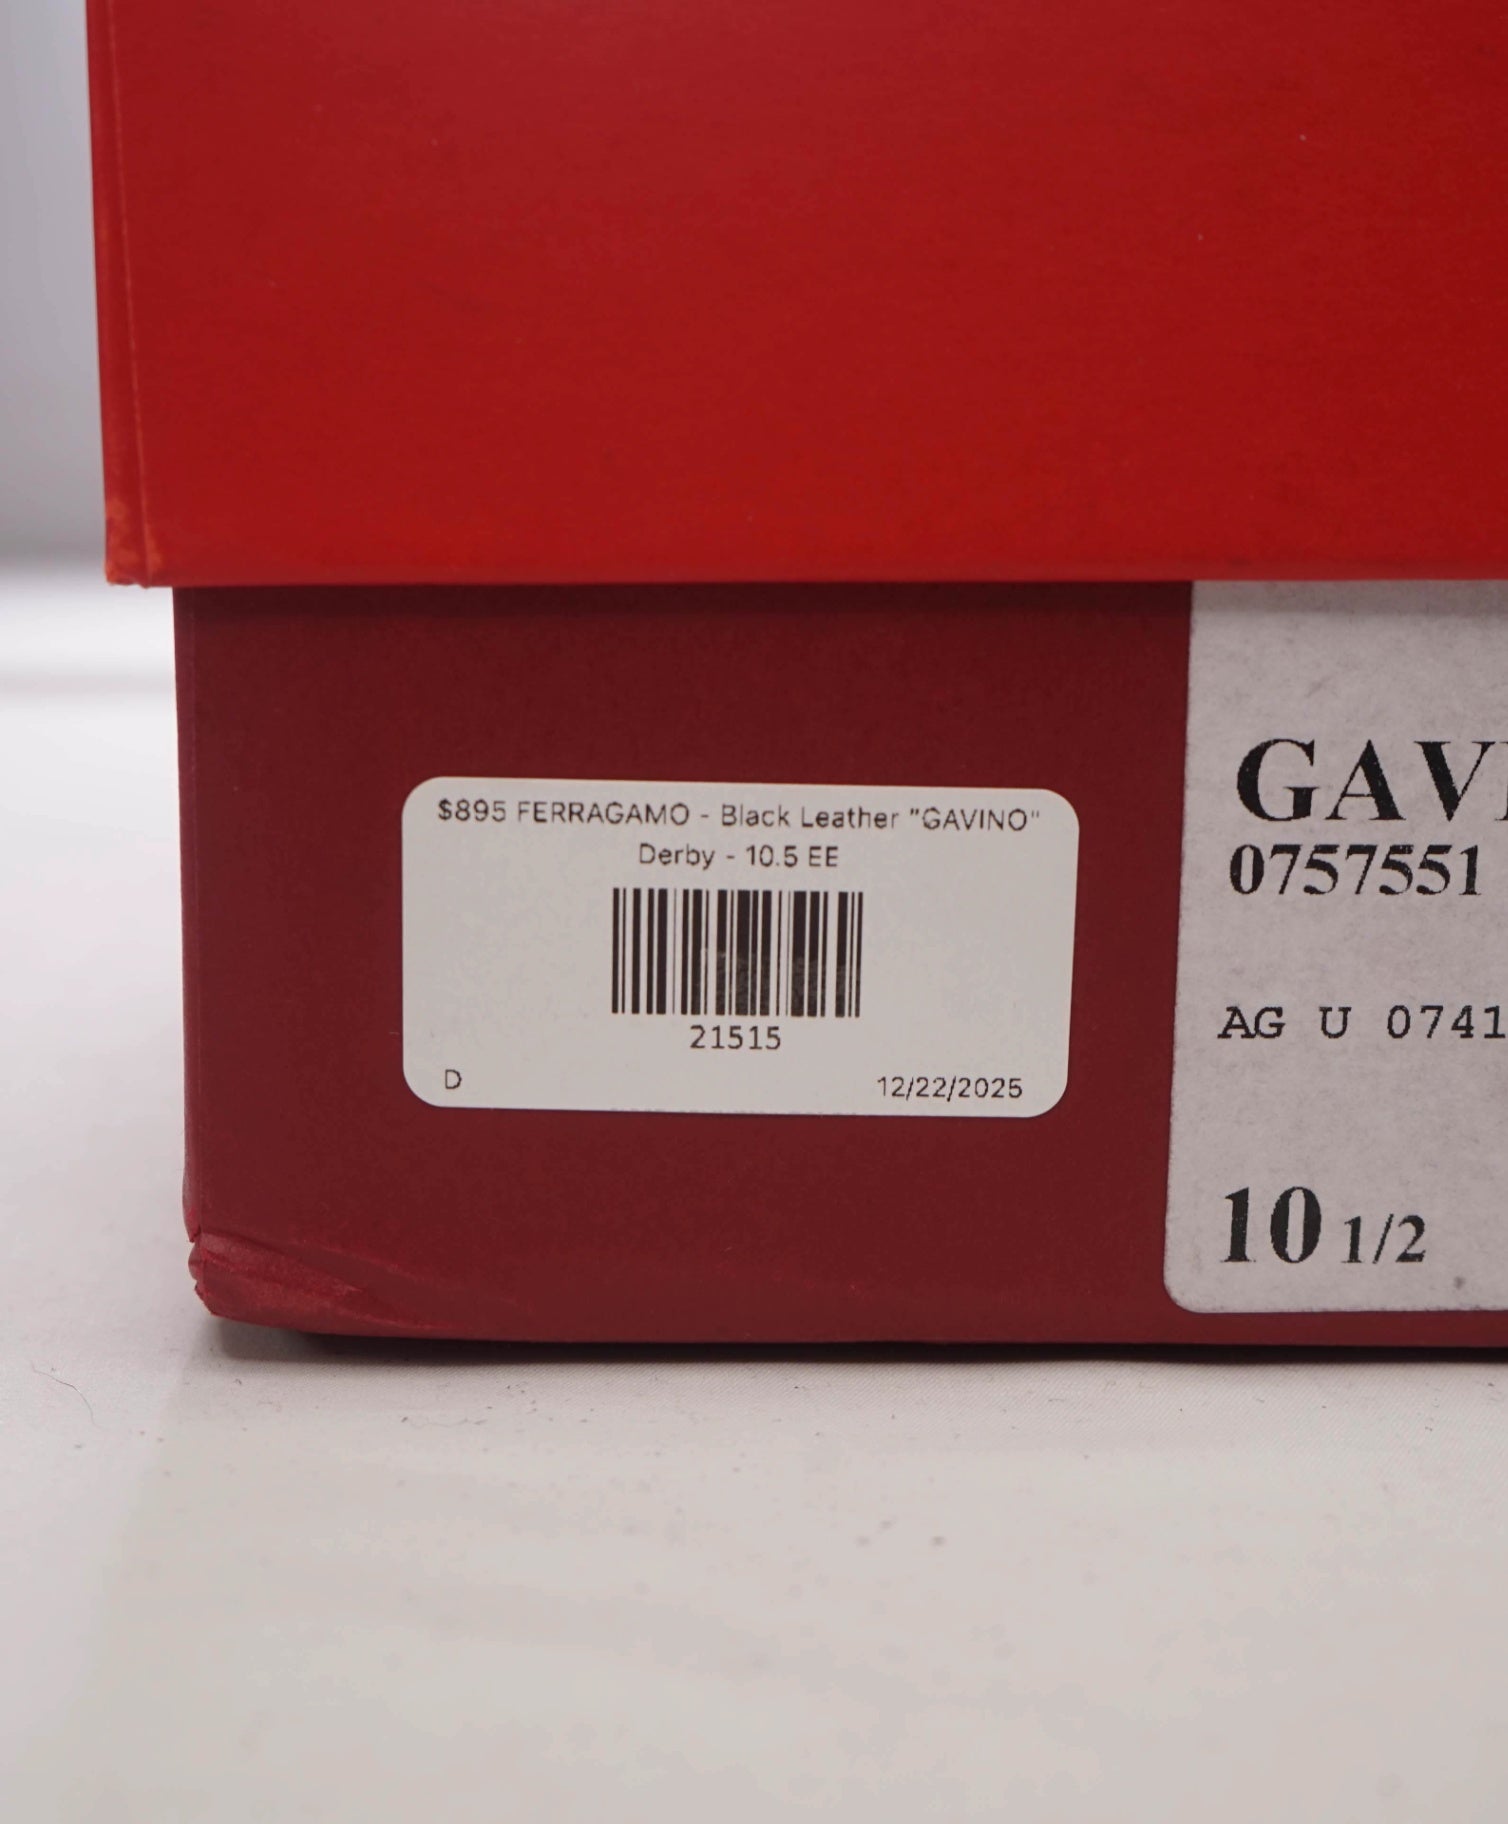 $895 FERRAGAMO - Black Leather "GAVINO"
Derby - 10.5 EE
21515
D
12/22/2025
GAV
0757551
AG U 0741
10 1/2